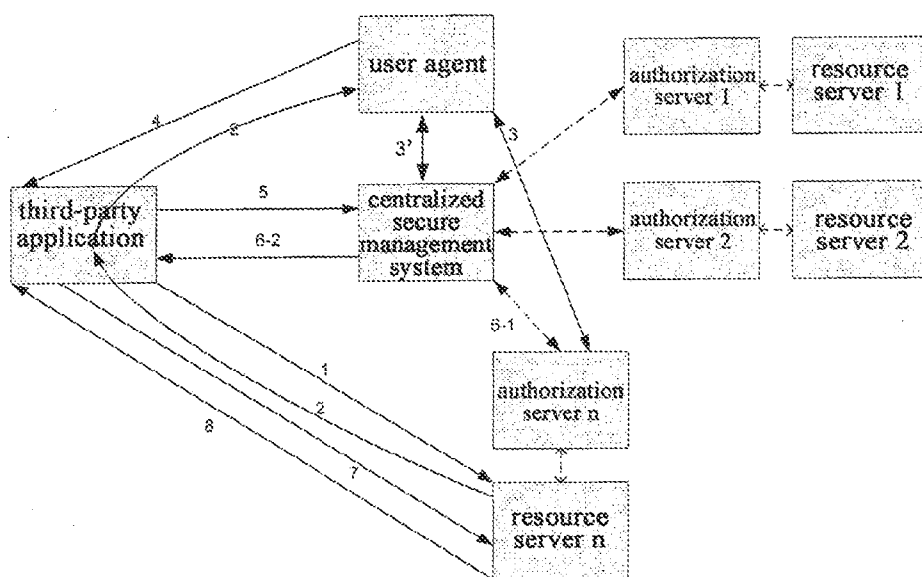 user agent
authorization
server 1
resource
server 1
4
2
3
3'
third-party
application
5
centralized
secure
management
system
6-2
authorization
server 2
resource
server 2
6-1
1
authorization
server n
2
8
7
resource
server n